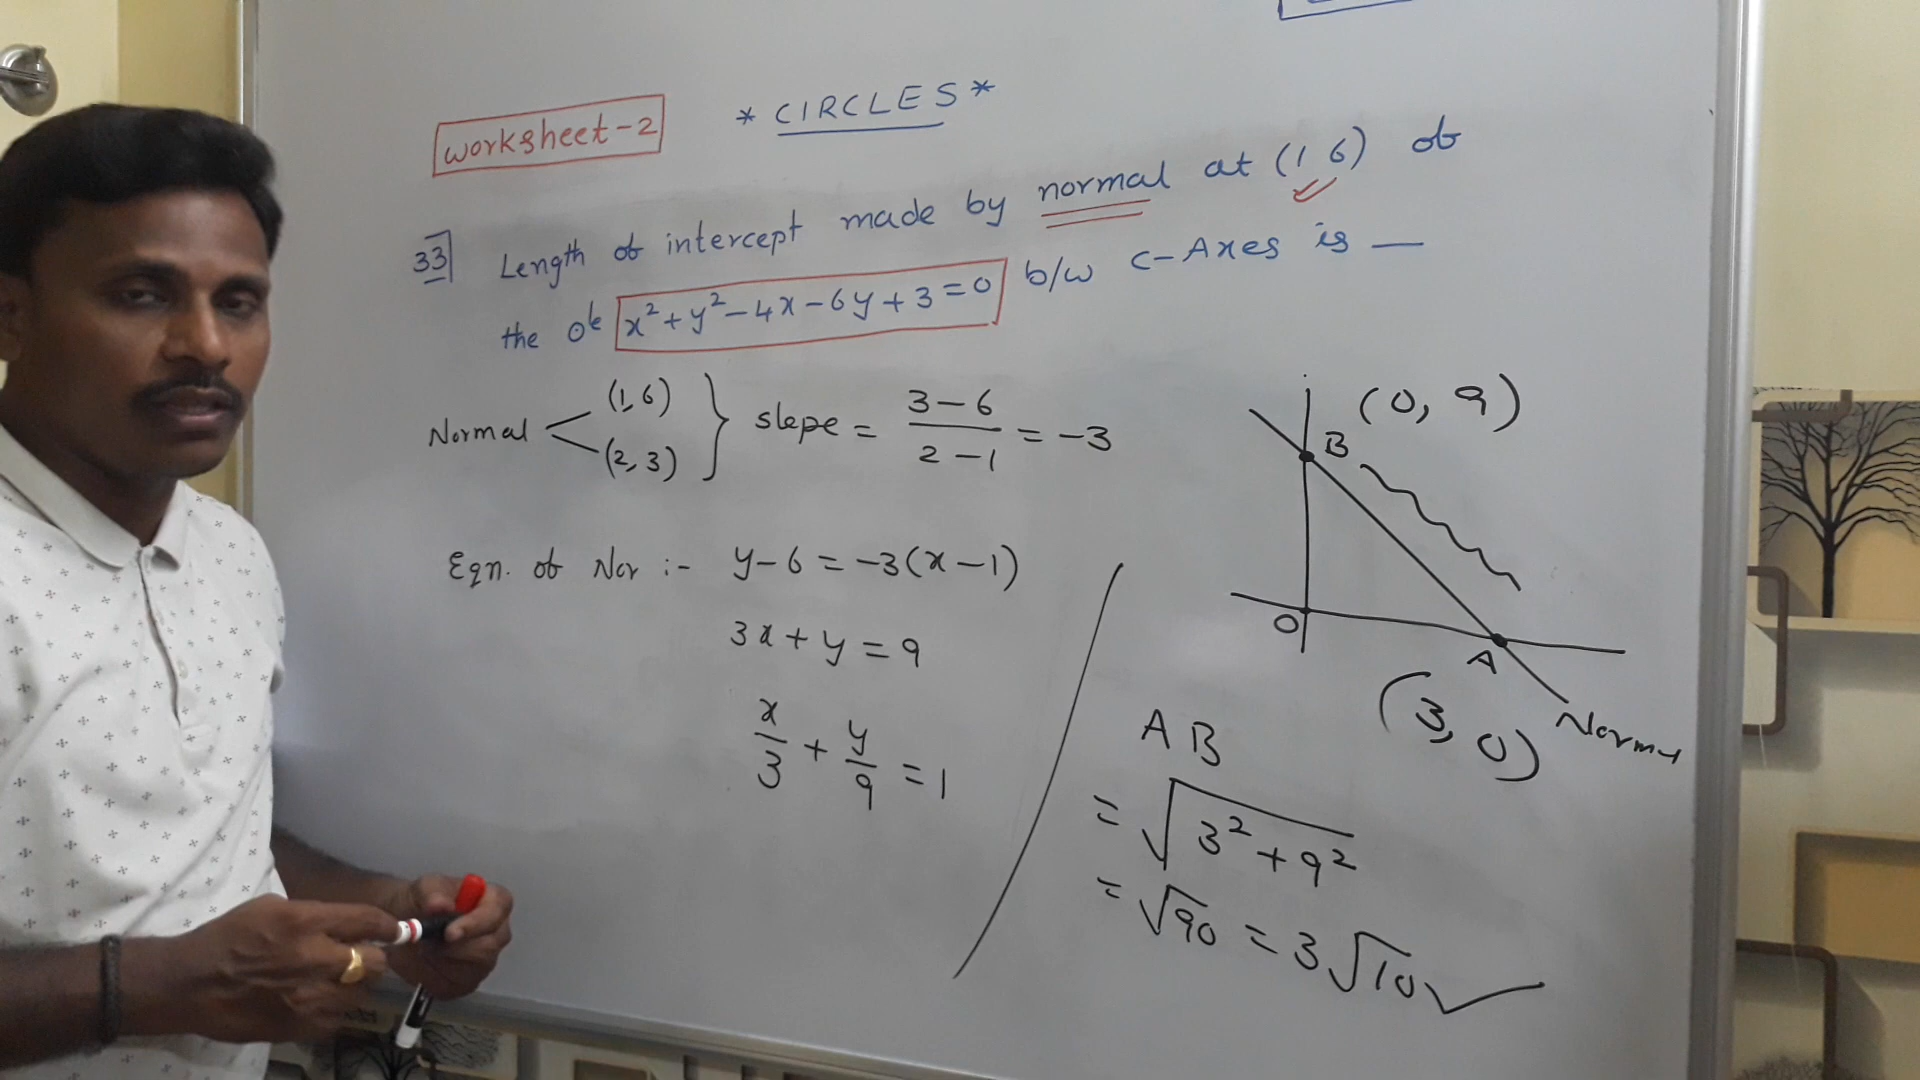 worksheet-2
* CIRCLES *
33] Length of intercept made by normal at (1 6) of
the ole x²+y²-4x-6y+3=0 b/w c-Axes is —
Normal (1,6) (2,3) } slope = 3-6/2-1 = -3
Eqn. of Nor :- y-6=-3(x-1)
3x+y=9
x/3 + y/9 = 1
(0, 9)
B
O
A
(3, 0)
Normal
AB
= √3²+9²
= √90 = 3√10